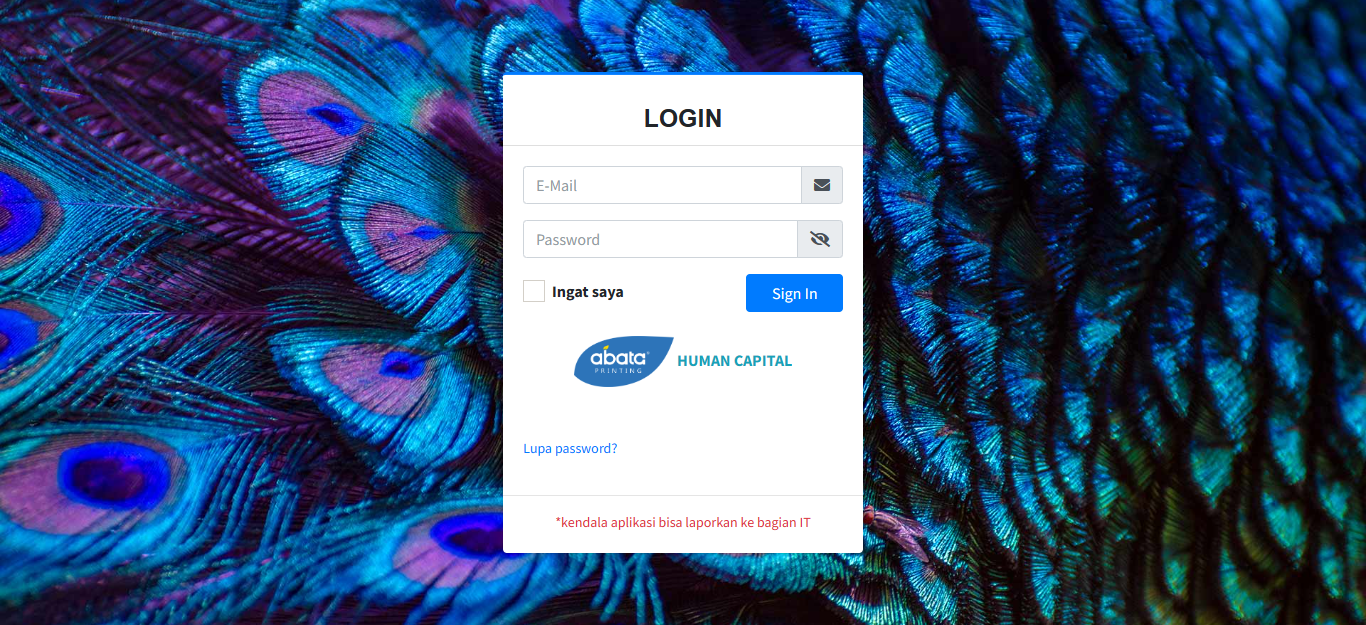 LOGIN
E-Mail
Password
Ingat saya
Sign In
abata
PRINTING
HUMAN CAPITAL
Lupa password?
*kendala aplikasi bisa laporkan ke bagian IT